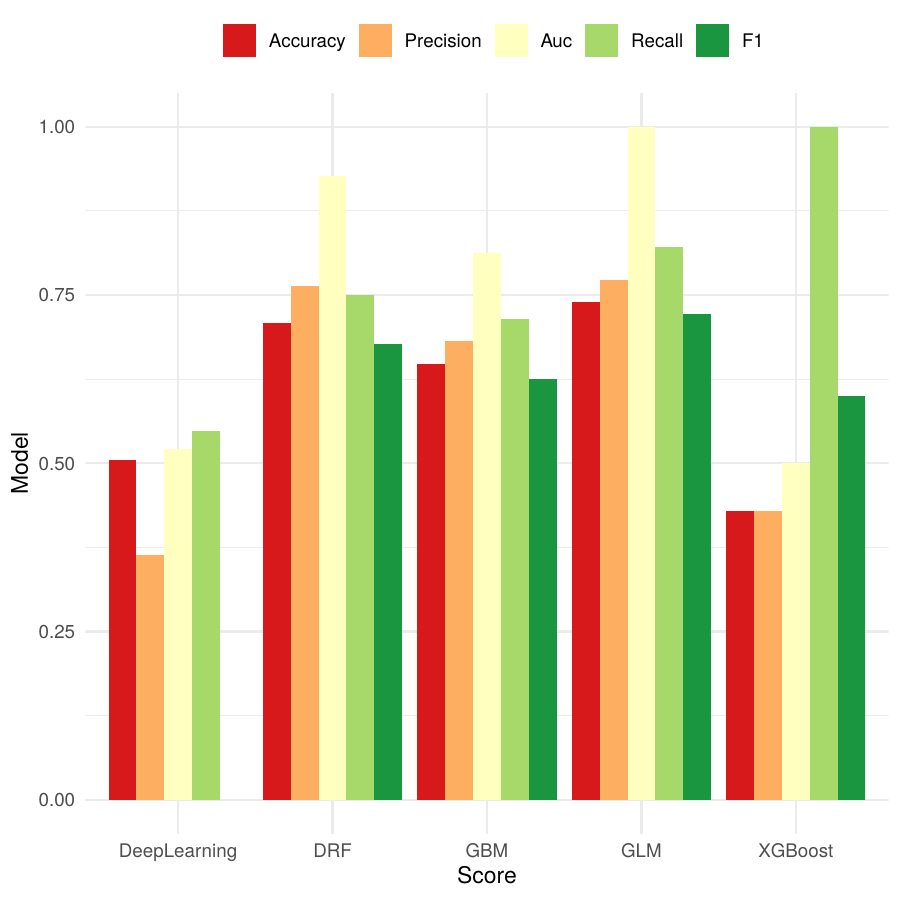 Accuracy Precision Auc Recall F1
1.00
0.75
0.50
0.25
0.00
Model
DeepLearning DRF GBM GLM XGBoost
Score